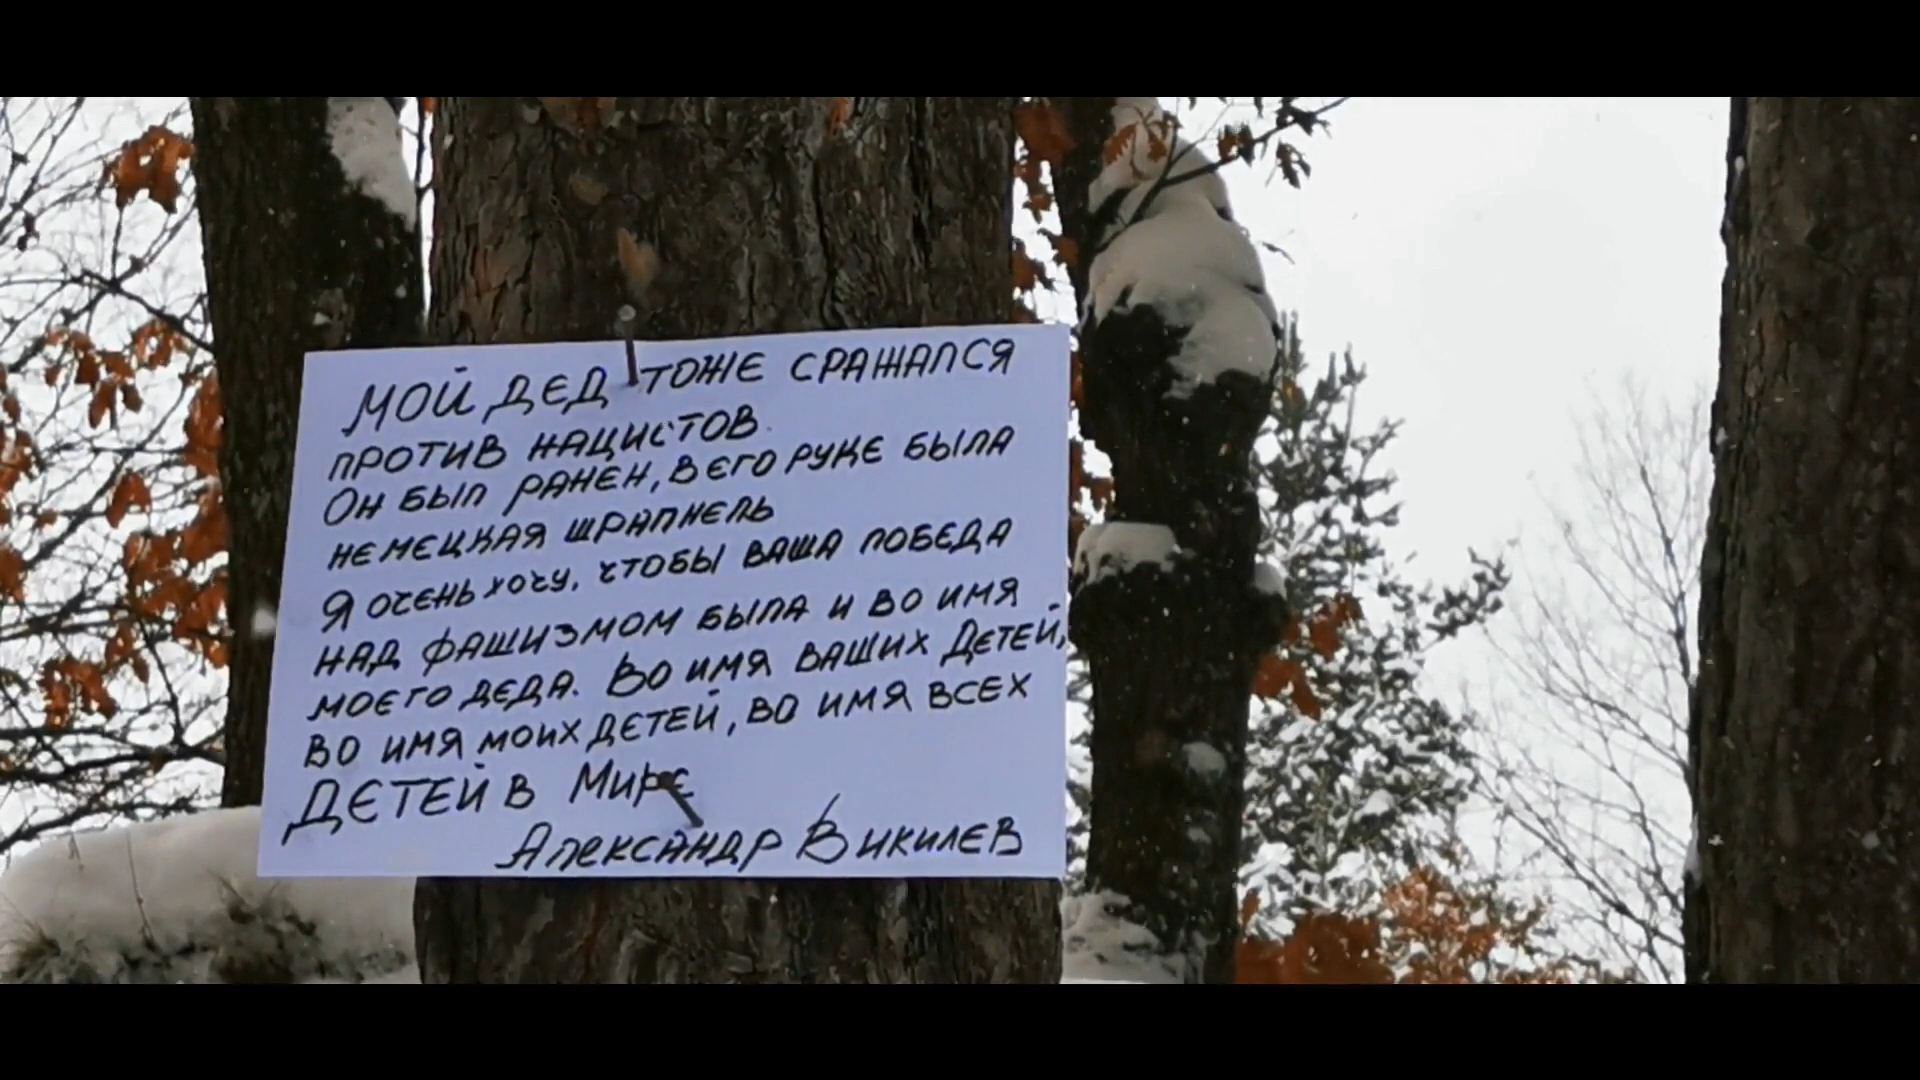 МОЙ ДЕД ТОЖЕ СРАЖАЛСЯ
ПРОТИВ НАЦИСТОВ.
ОН БЫЛ РАНЕН, В ЕГО РУКЕ БЫЛА
НЕМЕЦКАЯ ШРАПНЕЛЬ
Я ОЧЕНЬ ХОЧУ, ЧТОБЫ ВАША ПОБЕДА
НАД ФАШИЗМОМ БЫЛА И ВО ИМЯ
МОЕГО ДЕДА. ВО ИМЯ ВАШИХ ДЕТЕЙ,
ВО ИМЯ МОИХ ДЕТЕЙ, ВО ИМЯ ВСЕХ
ДЕТЕЙ В МИРЕ
АЛЕКСАНДР ВИКИЛЕВ